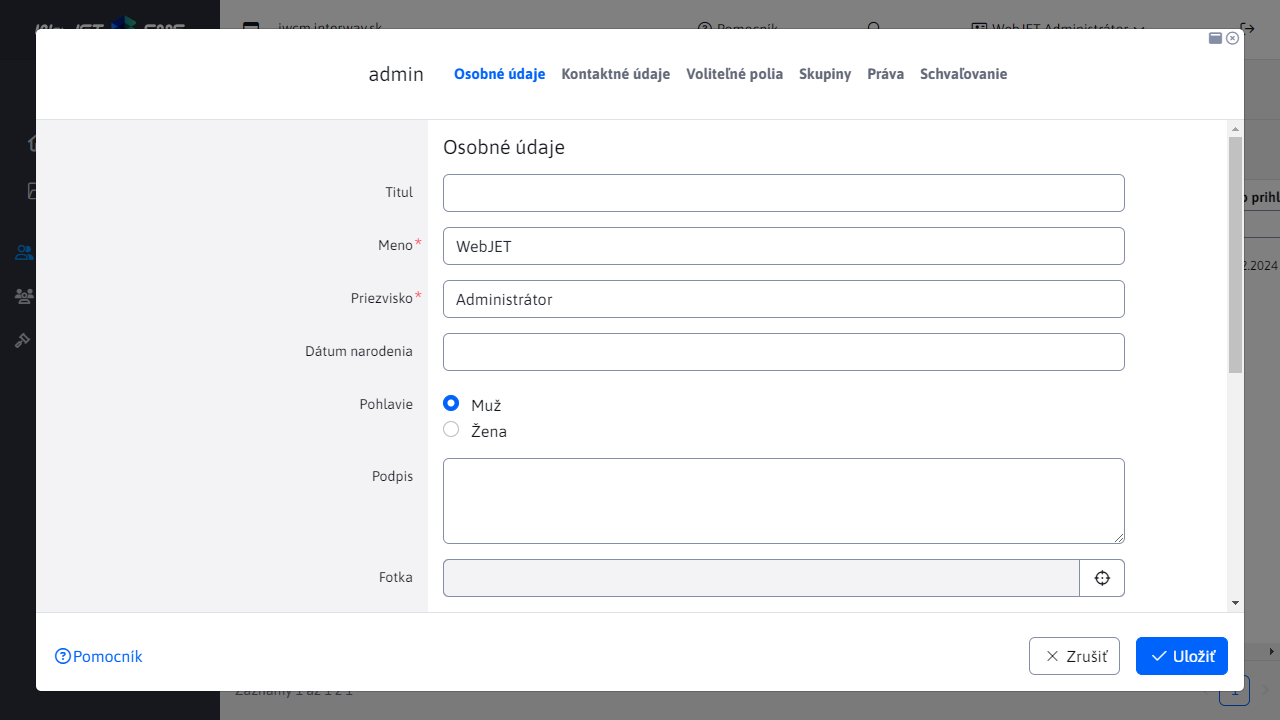 iwcm.interway.sk
Pomocník
WebJET Administrátor
admin
Osobné údaje Kontaktné údaje Voliteľné polia Skupiny Práva Schvaľovanie
Osobné údaje
Titul
Meno* WebJET
Priezvisko* Administrátor
Dátum narodenia
Pohlavie Muž
Žena
Podpis
Fotka
prihl
.2024
Pomocník Zrušiť Uložiť
Záznamy 1 až 1 z 1
1